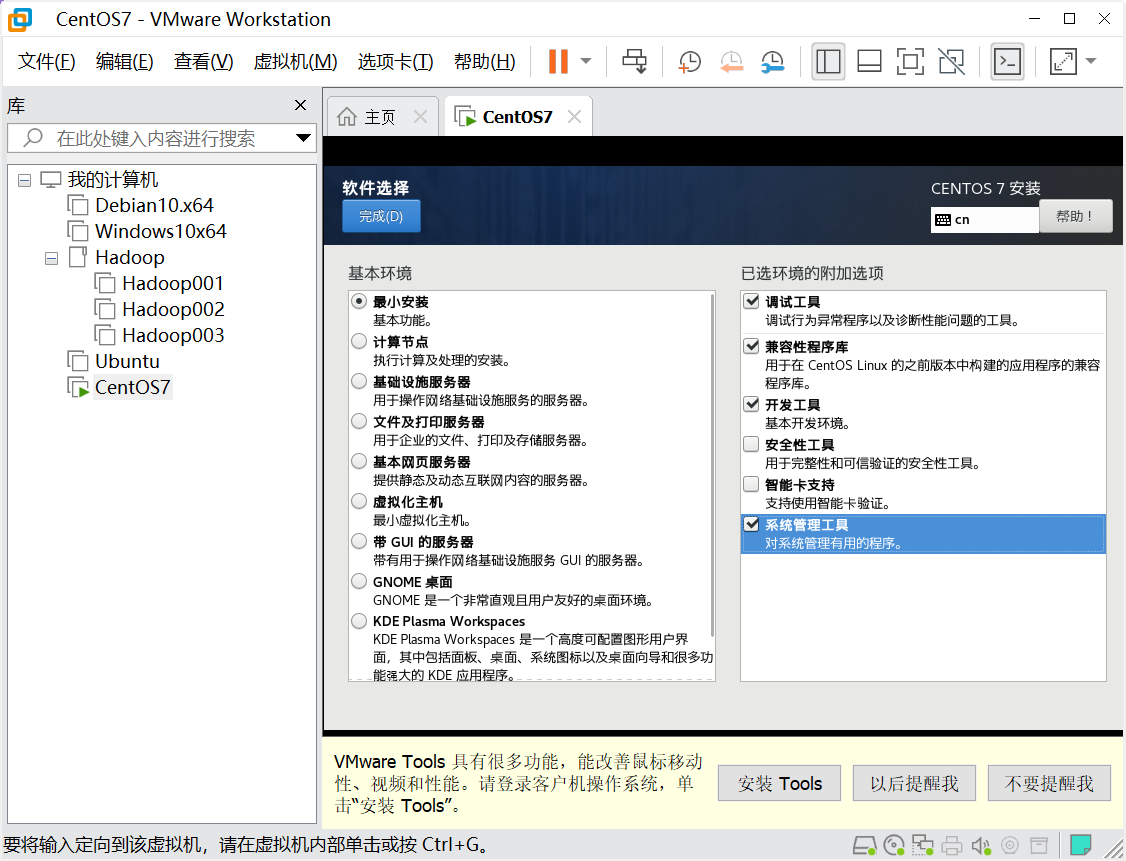 CentOS7 - VMware Workstation
文件(F) 编辑(E) 查看(V) 虚拟机(M) 选项卡(T) 帮助(H)
库
在此处键入内容进行搜索
我的计算机
Debian10.x64
Windows10x64
Hadoop
Hadoop001
Hadoop002
Hadoop003
Ubuntu
CentOS7
主页
CentOS7
软件选择
完成(D)
CENTOS 7 安装
cn
帮助！
基本环境
最小安装
基本功能。
计算节点
执行计算及处理的安装。
基础设施服务器
用于操作网络基础设施服务的服务器。
文件及打印服务器
用于企业的文件、打印及存储服务器。
基本网页服务器
提供静态及动态互联网内容的服务器。
虚拟化主机
最小虚拟化主机。
带 GUI 的服务器
带有用于操作网络基础设施服务 GUI 的服务器。
GNOME 桌面
GNOME 是一个非常直观且用户友好的桌面环境。
KDE Plasma Workspaces
KDE Plasma Workspaces 是一个高度可配置图形用户界
面，其中包括面板、桌面、系统图标以及桌面向导和很多功
能强大的 KDE 应用程序。
已选环境的附加选项
调试工具
调试行为异常程序以及诊断性能问题的工具。
兼容性程序库
用于在 CentOS Linux 的之前版本中构建的应用程序的兼容
程序库。
开发工具
基本开发环境。
安全性工具
用于完整性和可信验证的安全性工具。
智能卡支持
支持使用智能卡验证。
系统管理工具
对系统管理有用的程序。
VMware Tools 具有很多功能，能改善鼠标移动
性、视频和性能。请登录客户机操作系统，单
击“安装 Tools”。
安装 Tools
以后提醒我
不要提醒我
要将输入定向到该虚拟机，请在虚拟机内部单击或按 Ctrl+G。